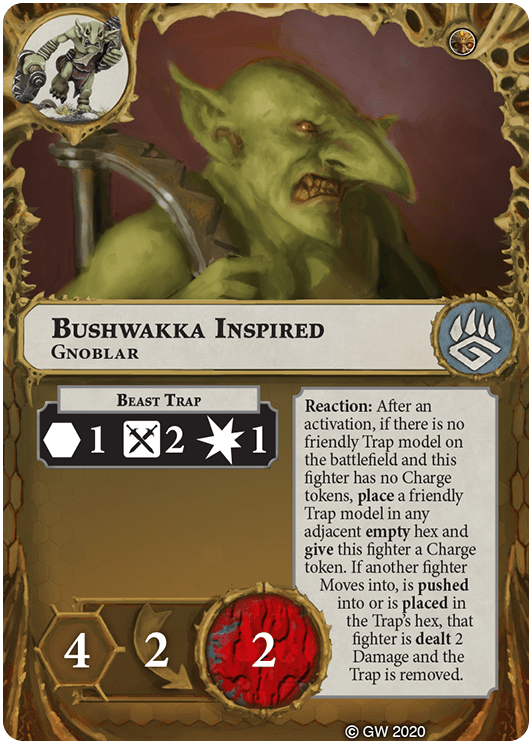 Bushwakka Inspired
Gnoblar
Beast Trap
1 2 1
Reaction: After an
activation, if there is no
friendly Trap model on
the battlefield and this
fighter has no Charge
tokens, place a friendly
Trap model in any
adjacent empty hex and
give this fighter a Charge
token. If another fighter
Moves into, is pushed
into or is placed in
the Trap's hex, that
fighter is dealt 2
Damage and the
Trap is removed.
4 2 2
© GW 2020